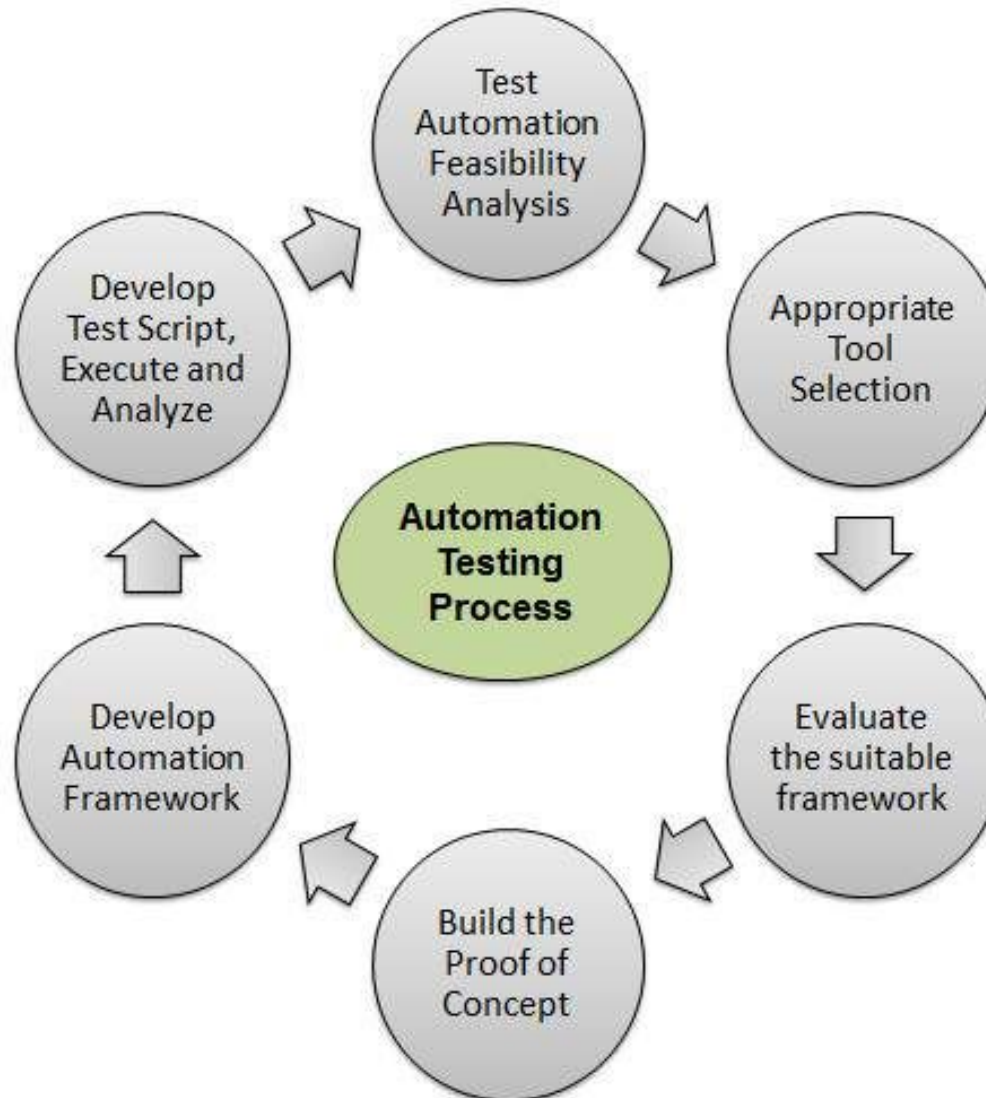 Test
Automation
Feasibility
Analysis
Appropriate
Tool
Selection
Evaluate
the suitable
framework
Build the
Proof of
Concept
Develop
Automation
Framework
Develop
Test Script,
Execute and
Analyze
Automation
Testing
Process